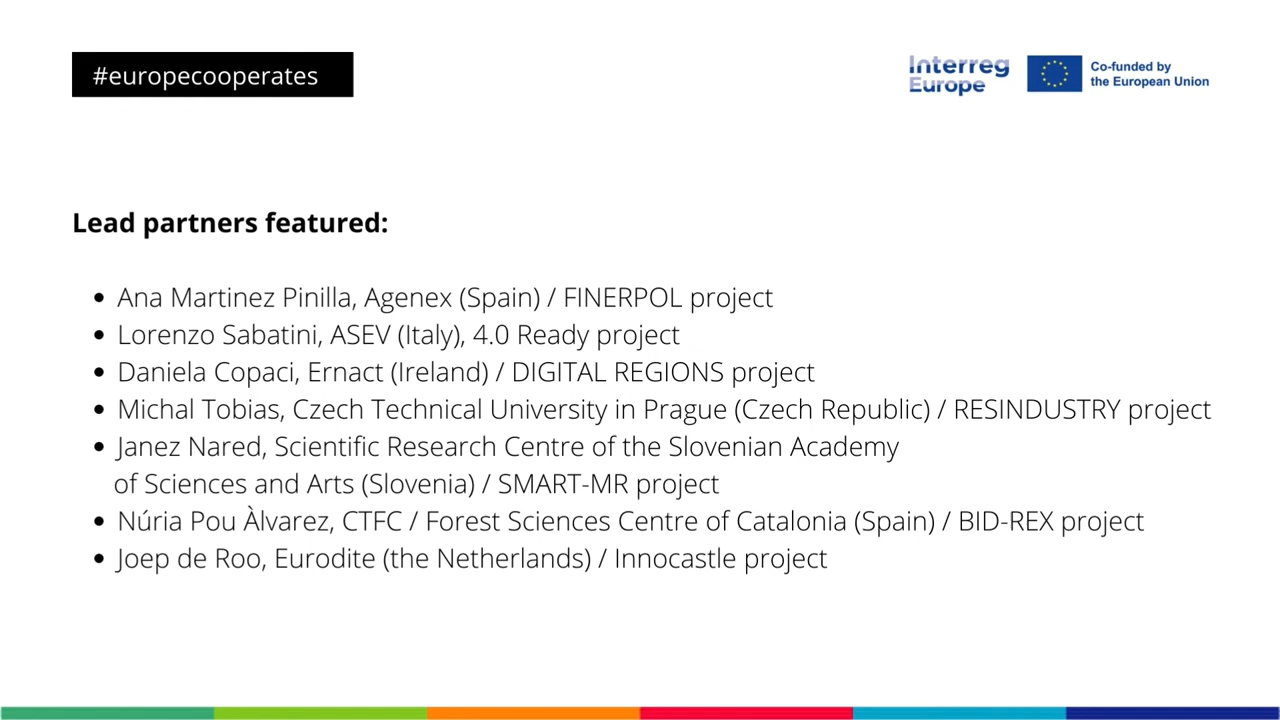 #europecooperates
Interreg
Europe
Co-funded by
the European Union
Lead partners featured:
• Ana Martinez Pinilla, Agenex (Spain) / FINERPOL project
• Lorenzo Sabatini, ASEV (Italy), 4.0 Ready project
• Daniela Copaci, Ernact (Ireland) / DIGITAL REGIONS project
• Michal Tobias, Czech Technical University in Prague (Czech Republic) / RESINDUSTRY project
• Janez Nared, Scientific Research Centre of the Slovenian Academy
of Sciences and Arts (Slovenia) / SMART-MR project
• Núria Pou Àlvarez, CTFC / Forest Sciences Centre of Catalonia (Spain) / BID-REX project
• Joep de Roo, Eurodite (the Netherlands) / Innocastle project